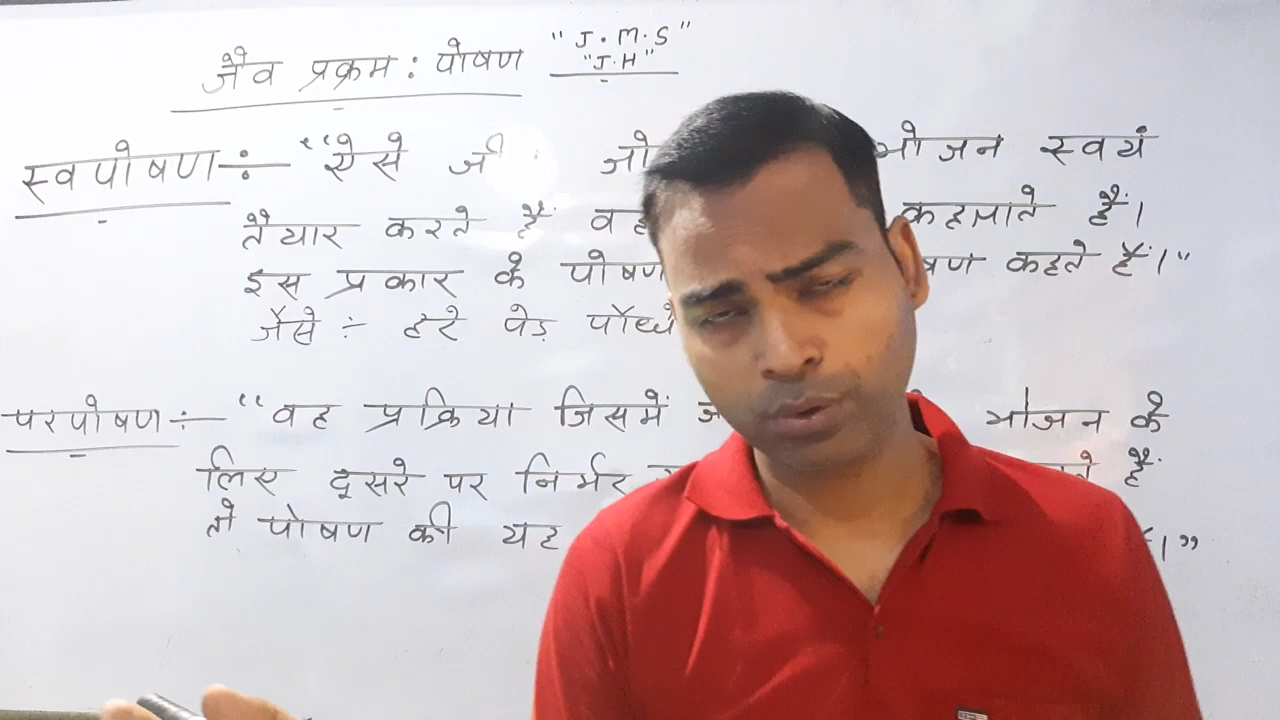 जैव प्रक्रम : पोषण "J.M.S"
"J.H"
स्वपोषण ÷– "ऐसे जो भोजन स्वयं
तैयार करते हैं वह कहलाते हैं।
इस प्रकार के पोषण कहते हैं।"
जैसे ÷ हरे पेड़ पौधे
परपोषण ÷– "वह प्रक्रिया जिसमें भोजन के
लिए दूसरे पर निर्भर हैं
तो पोषण की यह ।"